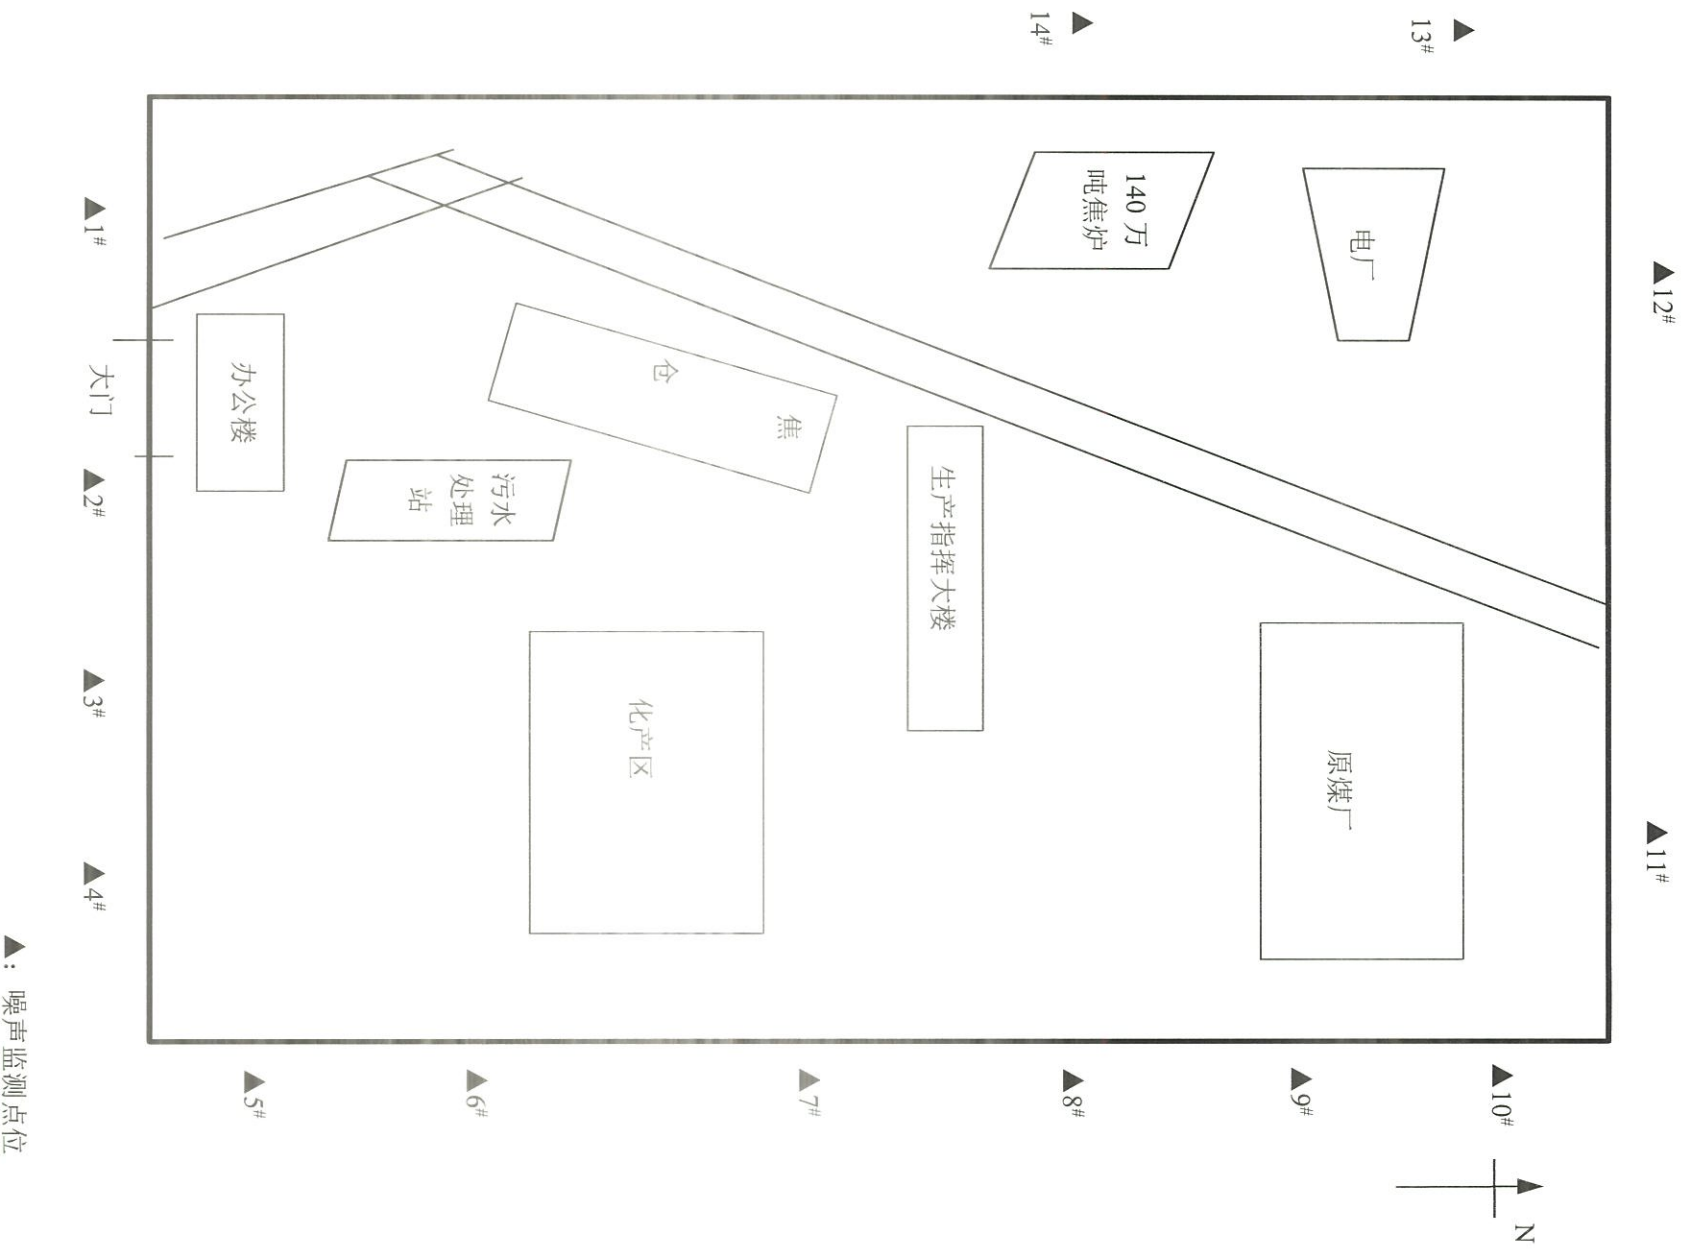 N
▲10#
▲11#
▲12#
▲13#
▲9#
原煤厂
电厂
▲8#
140万
吨焦炉
▲14#
生产指挥大楼
▲7#
焦
仓
化产区
▲6#
污水
处理
站
▲5#
办公楼
▲4#
▲3#
▲2#
大门
▲1#
▲：噪声监测点位